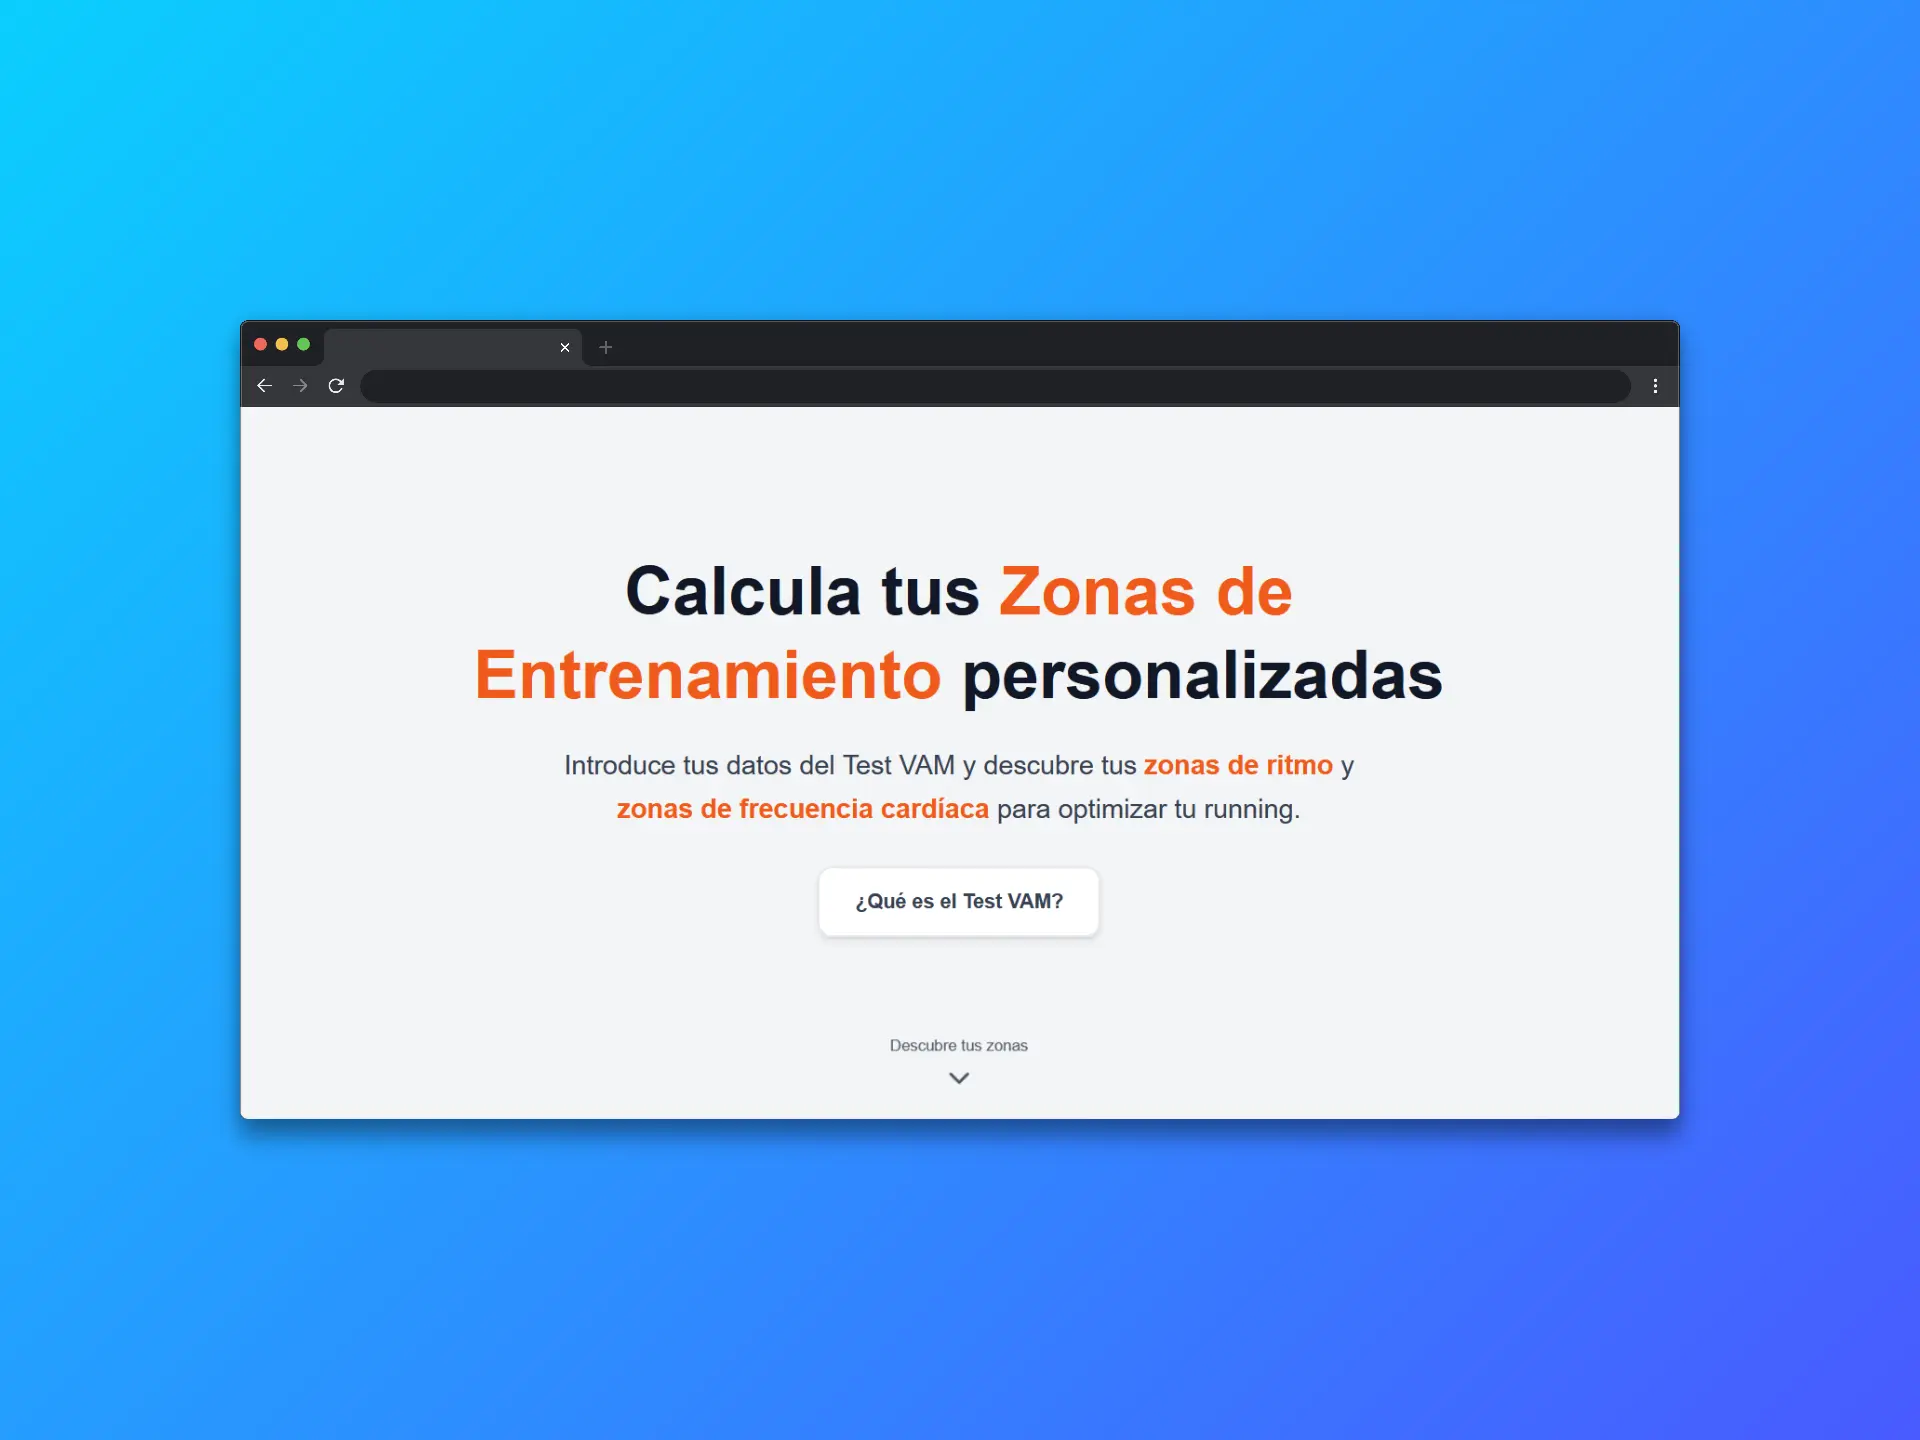 Calcula tus Zonas de
Entrenamiento personalizadas
Introduce tus datos del Test VAM y descubre tus zonas de ritmo y
zonas de frecuencia cardíaca para optimizar tu running.
¿Qué es el Test VAM?
Descubre tus zonas